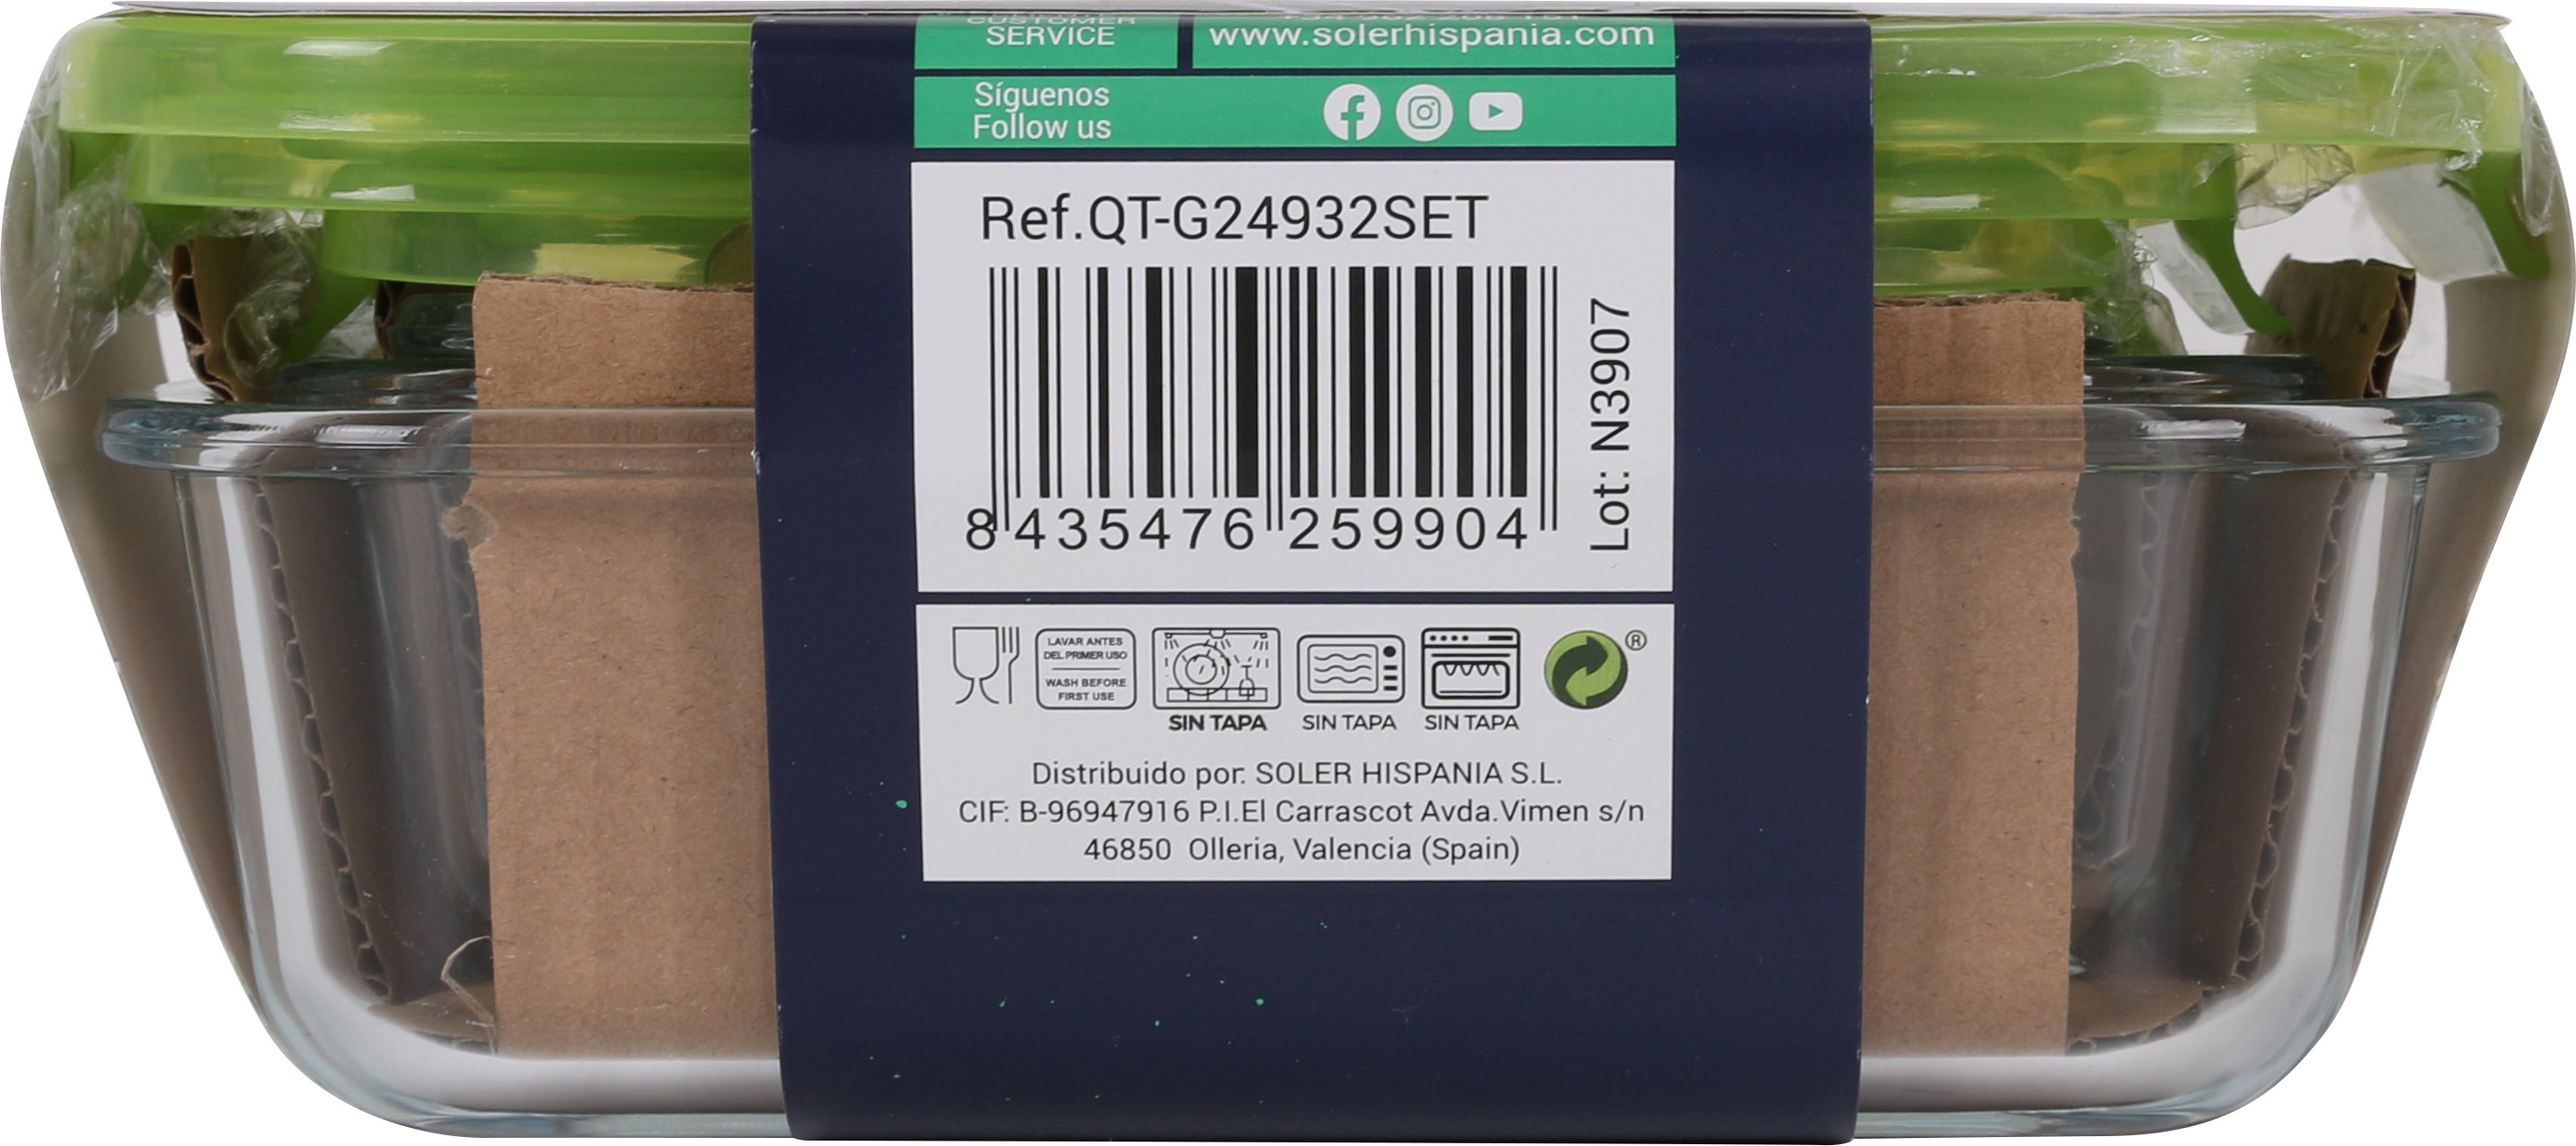 CUSTOMER
SERVICE
www.solerhispania.com
Síguenos
Follow us
Ref.QT-G24932SET
8 435476 259904
Lot: N3907
LAVAR ANTES
DEL PRIMER USO
WASH BEFORE
FIRST USE
SIN TAPA
SIN TAPA
SIN TAPA
®
Distribuido por: SOLER HISPANIA S.L.
CIF: B-96947916 P.I.El Carrascot Avda.Vimen s/n
46850 Olleria, Valencia (Spain)